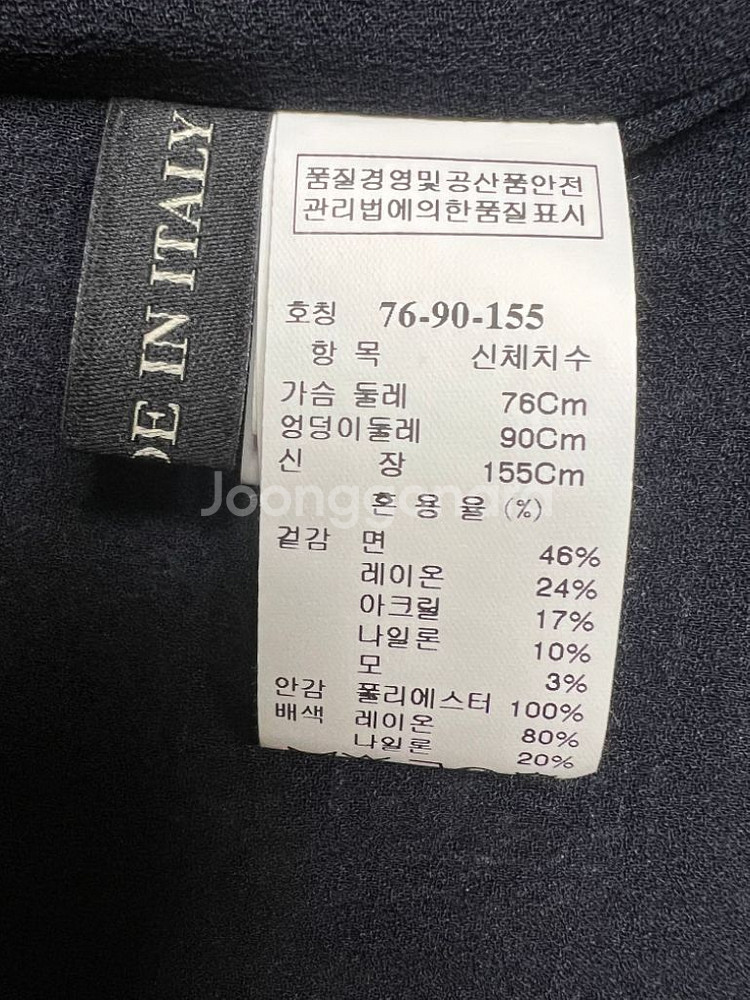 DE IN ITALY
품질경영및공산품안전
관리법에의한품질표시
호칭 76-90-155
항 목 신체치수
가슴 둘레 76Cm
엉덩이둘레 90Cm
신 장 155Cm
혼 용 율 (%)
겉감 면 46%
레이온 24%
아크릴 17%
나일론 10%
모 3%
안감 폴리에스터 100%
배색 레이온 80%
나일론 20%